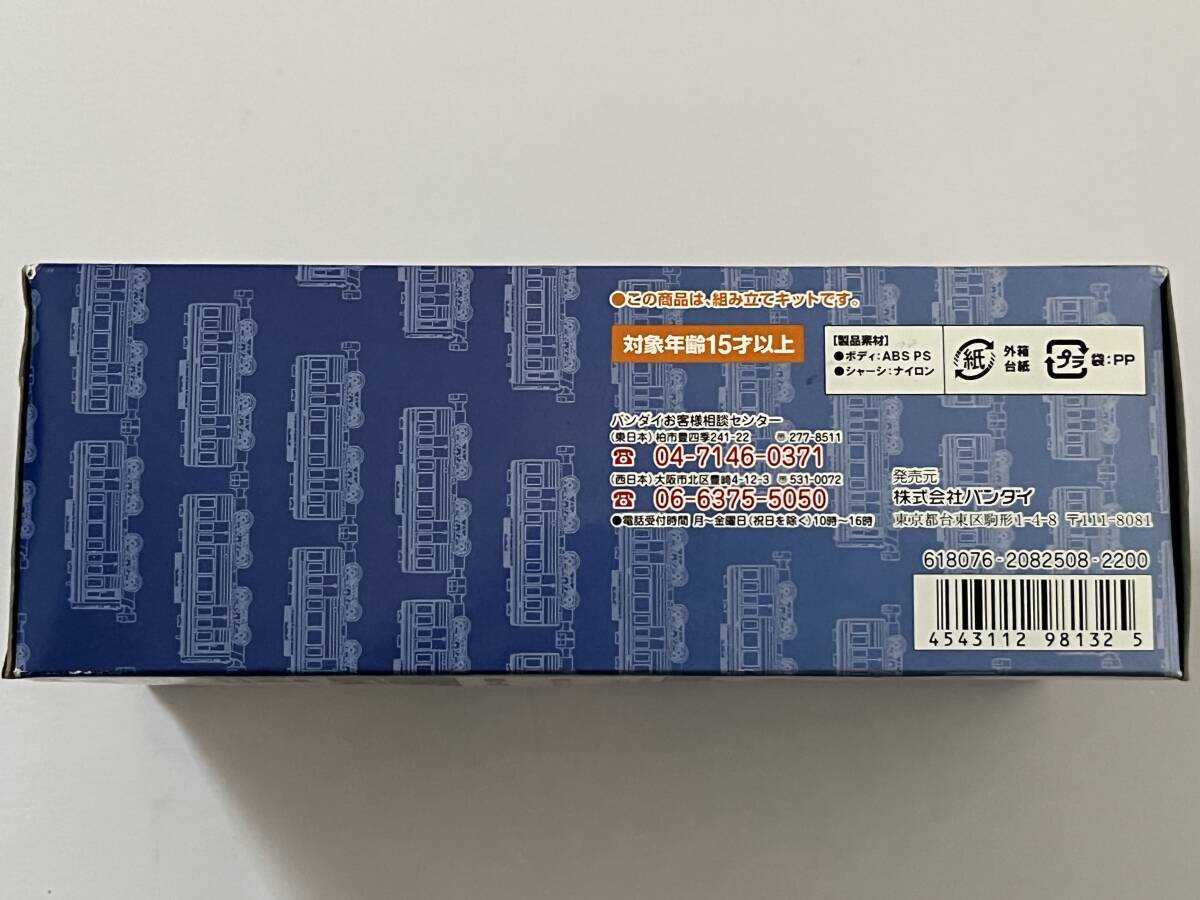 ●この商品は、組み立てキットです。
対象年齢15才以上
【製品素材】
●ボディ:ABS PS
●シャーシ:ナイロン
紙
外箱
台紙
プラ
袋:PP
バンダイお客様相談センター
(東日本)柏市豊四季241-22 〠277-8511
☎ 04-7146-0371
(西日本)大阪市北区豊崎4-12-3 〠531-0072
☎ 06-6375-5050
●電話受付時間 月〜金曜日(祝日を除く)10時〜16時
発売元
株式会社バンダイ
東京都台東区駒形1-4-8 〒111-8081
618076-2082508-2200
4543112 98132 5